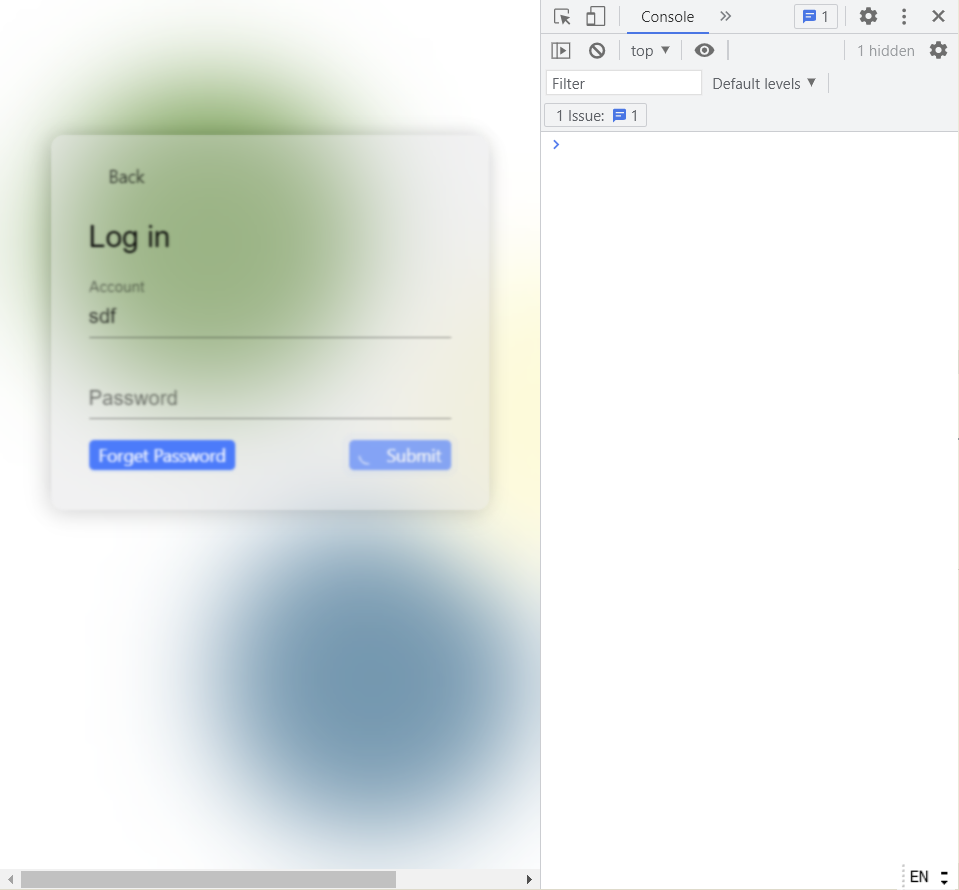 Back
Log in
Account
sdf
Password
Forget Password
Submit
Console
1
top
1 hidden
Filter
Default levels
1 Issue: 1
EN